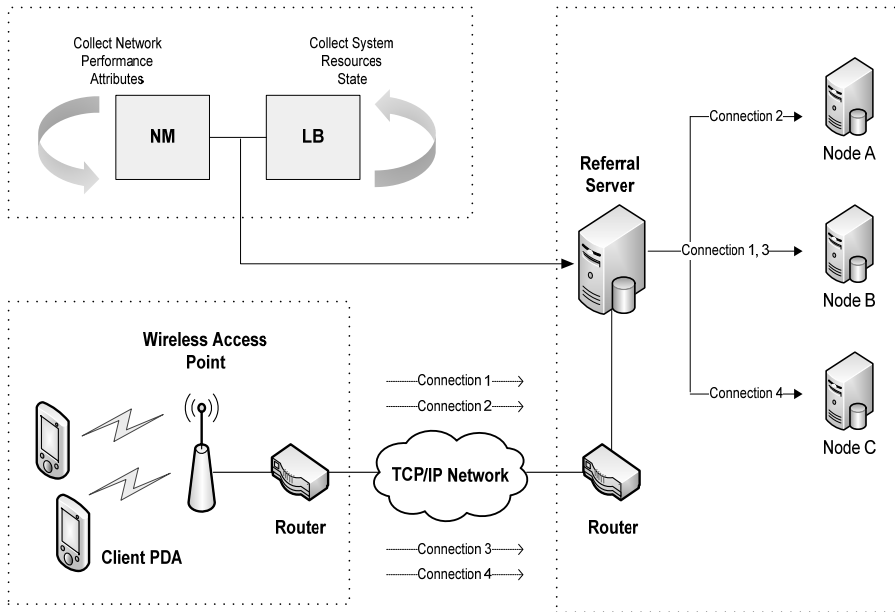 Collect Network
Performance
Attributes
Collect System
Resources
State
NM
LB
Referral
Server
Connection 2
Node A
Connection 1, 3
Node B
Connection 4
Node C
Wireless Access
Point
Connection 1
Connection 2
TCP/IP Network
Router
Router
Client PDA
Connection 3
Connection 4